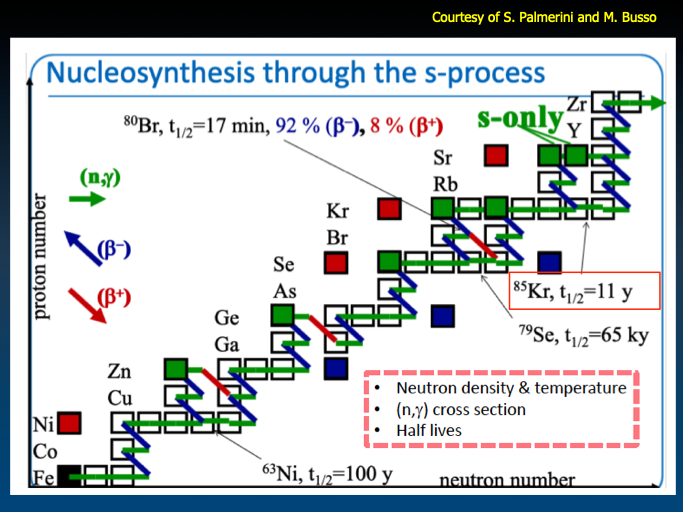 Courtesy of S. Palmerini and M. Busso
Nucleosynthesis through the s-process
⁸⁰Br, t₁/₂=17 min, 92 % (β⁻), 8 % (β⁺)
s-only
Zr
Y
Sr
Rb
(n,γ)
Kr
Br
proton number
(β⁻)
Se
As
⁸⁵Kr, t₁/₂=11 y
(β⁺)
Ge
Ga
⁷⁹Se, t₁/₂=65 ky
Zn
Cu
• Neutron density & temperature
• (n,γ) cross section
• Half lives
Ni
Co
Fe
⁶³Ni, t₁/₂=100 y
neutron number